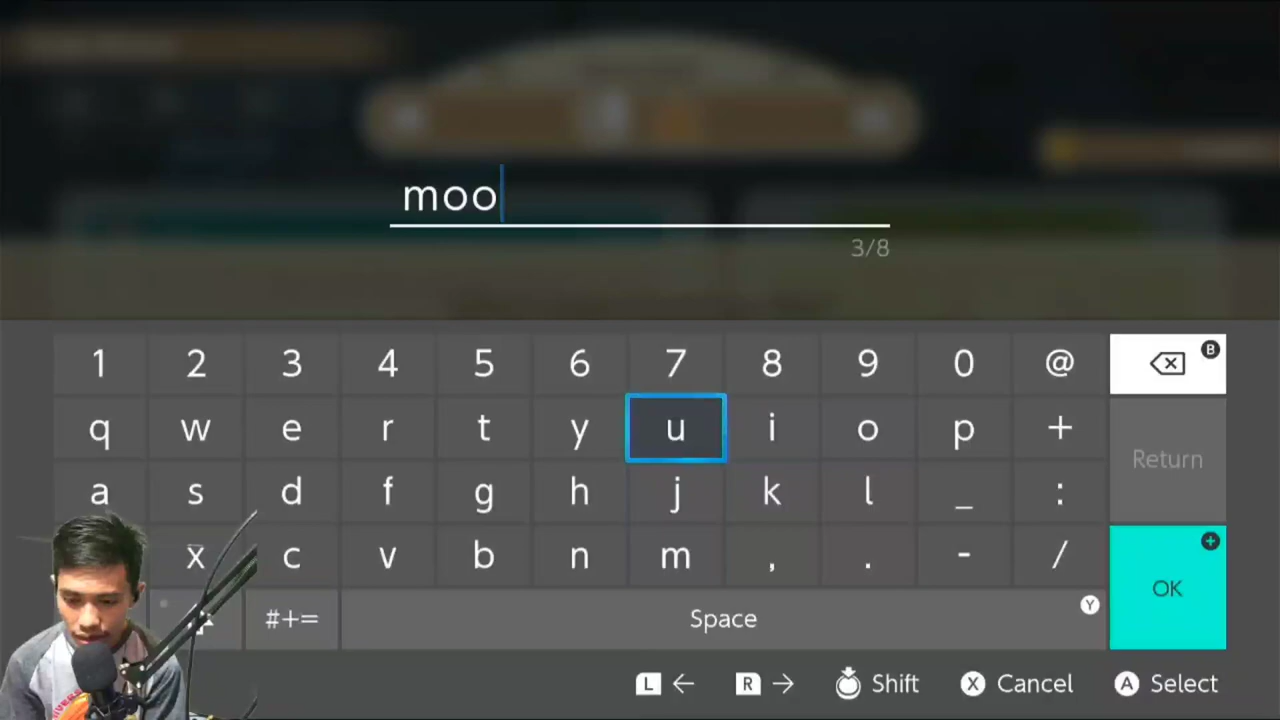 moo
3/8
1 2 3 4 5 6 7 8 9 0 @ B
q w e r t y u i o p + Return
a s d f g h j k l _ :
x c v b n m , . - / + OK
#+= Space Y
L ← R → Shift X Cancel A Select